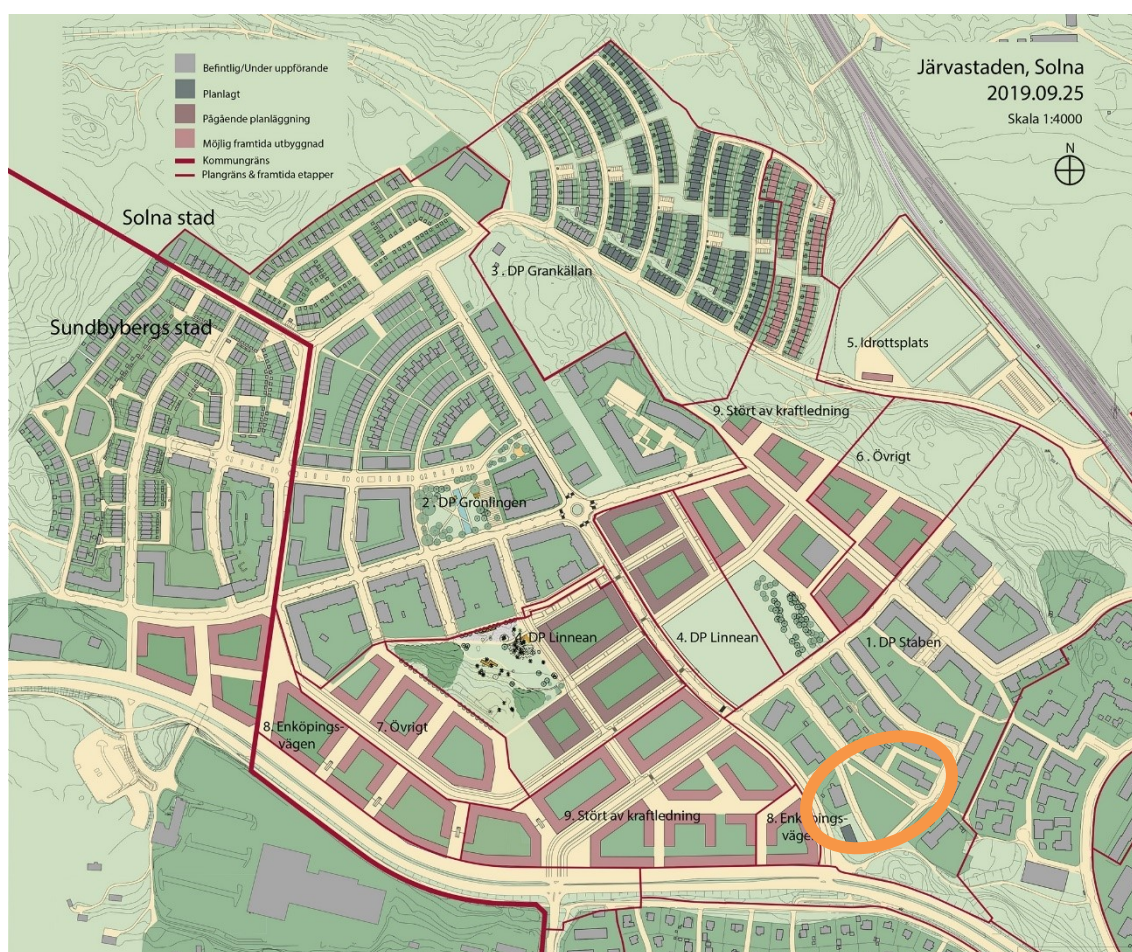 Järvastaden, Solna
2019.09.25
Skala 1:4000
N
Befintlig/Under uppförande
Planlagt
Pågående planläggning
Möjlig framtida utbyggnad
Kommungräns
Plangräns & framtida etapper
Solna stad
Sundbybergs stad
3 . DP Grankällan
5. Idrottsplats
9. Stört av kraftledning
6 . Övrigt
2 . DP Grönlingen
DP Linnean
4. DP Linnean
1. DP Staben
8. Enköpings-
vägen
7. Övrigt
9. Stört av kraftledning
8. Enköpings-
vägen